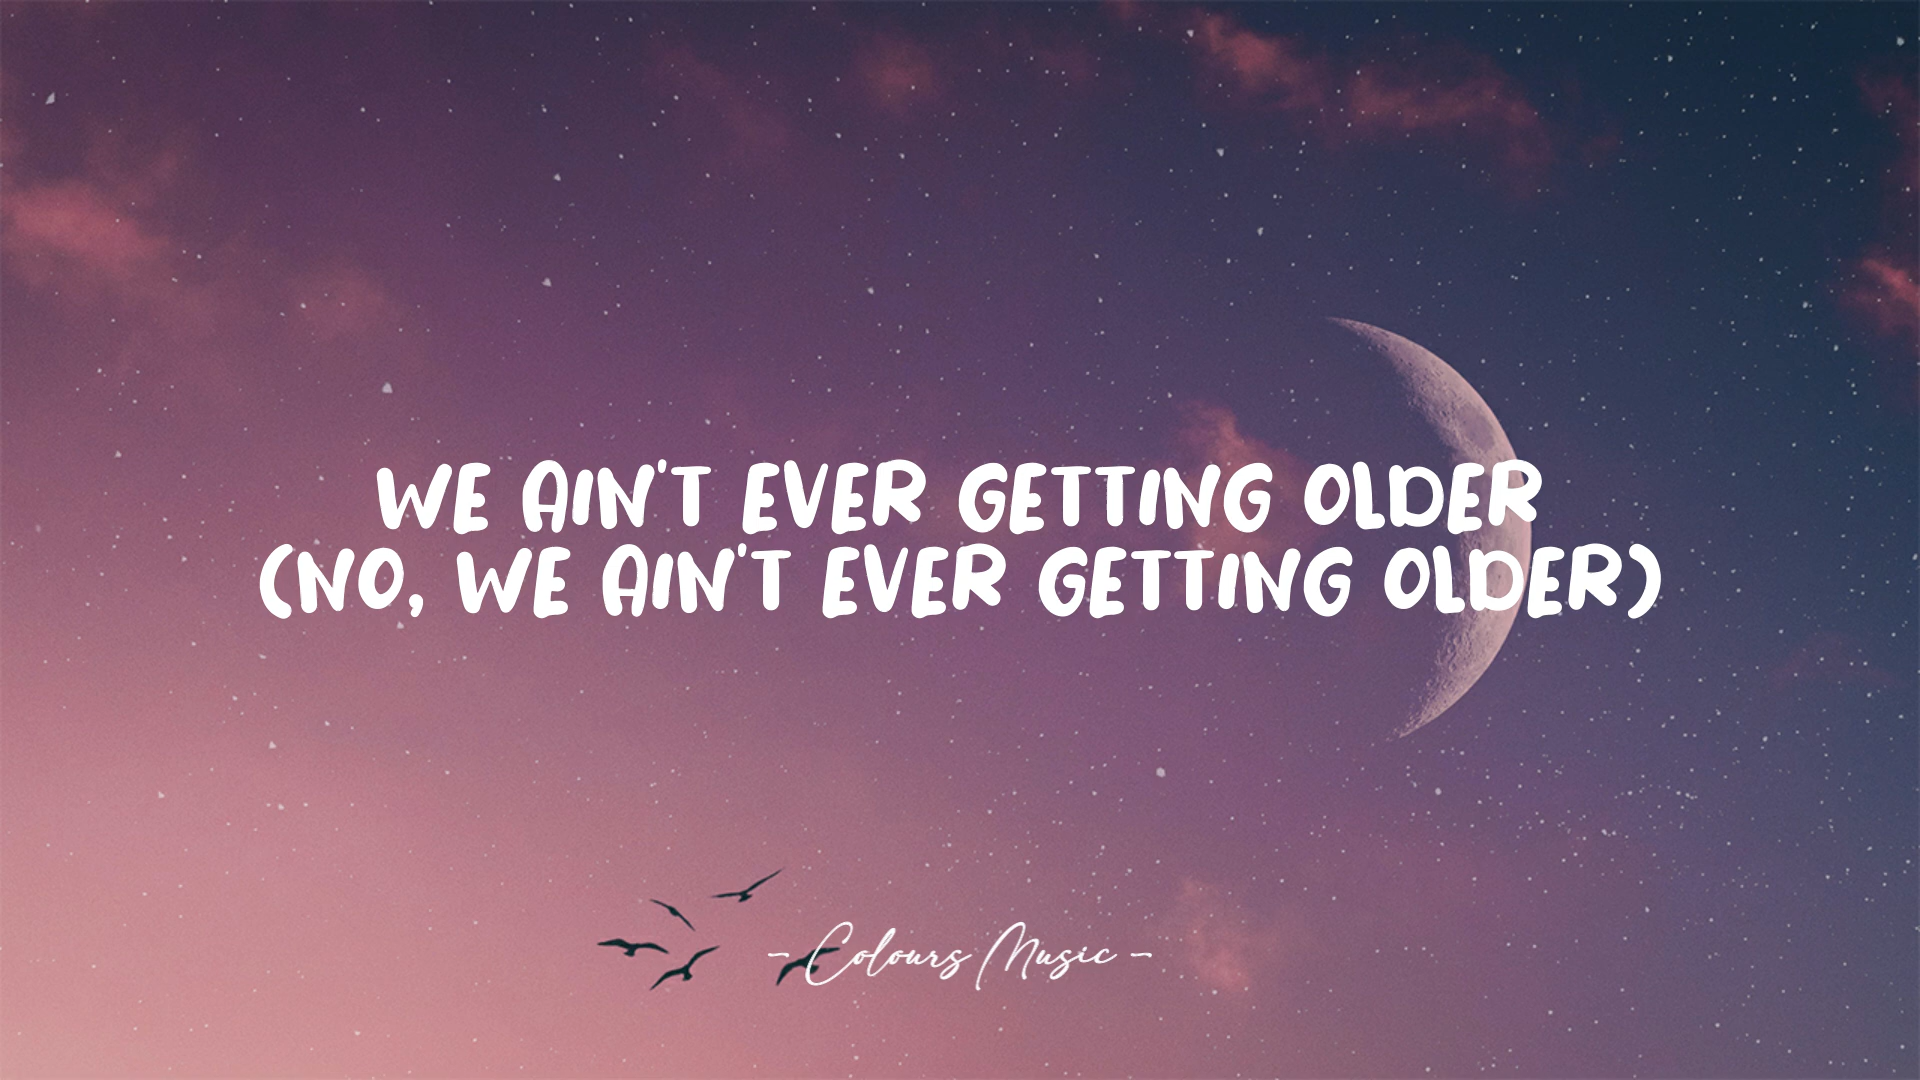 WE AIN'T EVER GETTING OLDER
(NO, WE AIN'T EVER GETTING OLDER)
- Colours Music -